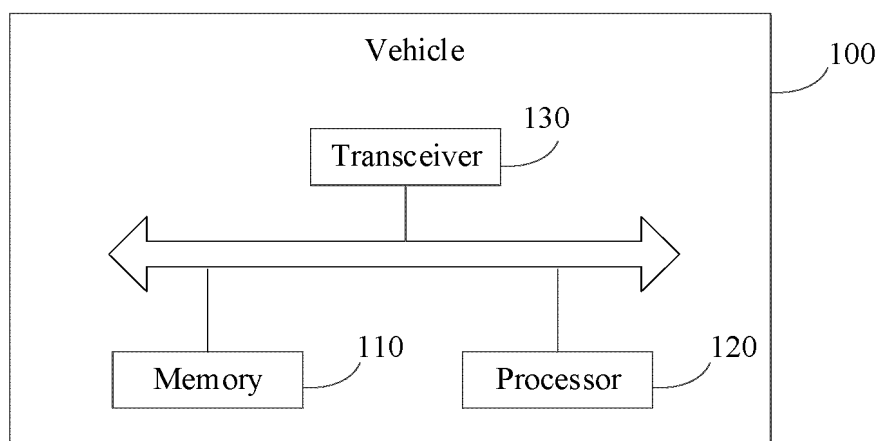 Vehicle
100
130
Transceiver
110
120
Memory
Processor